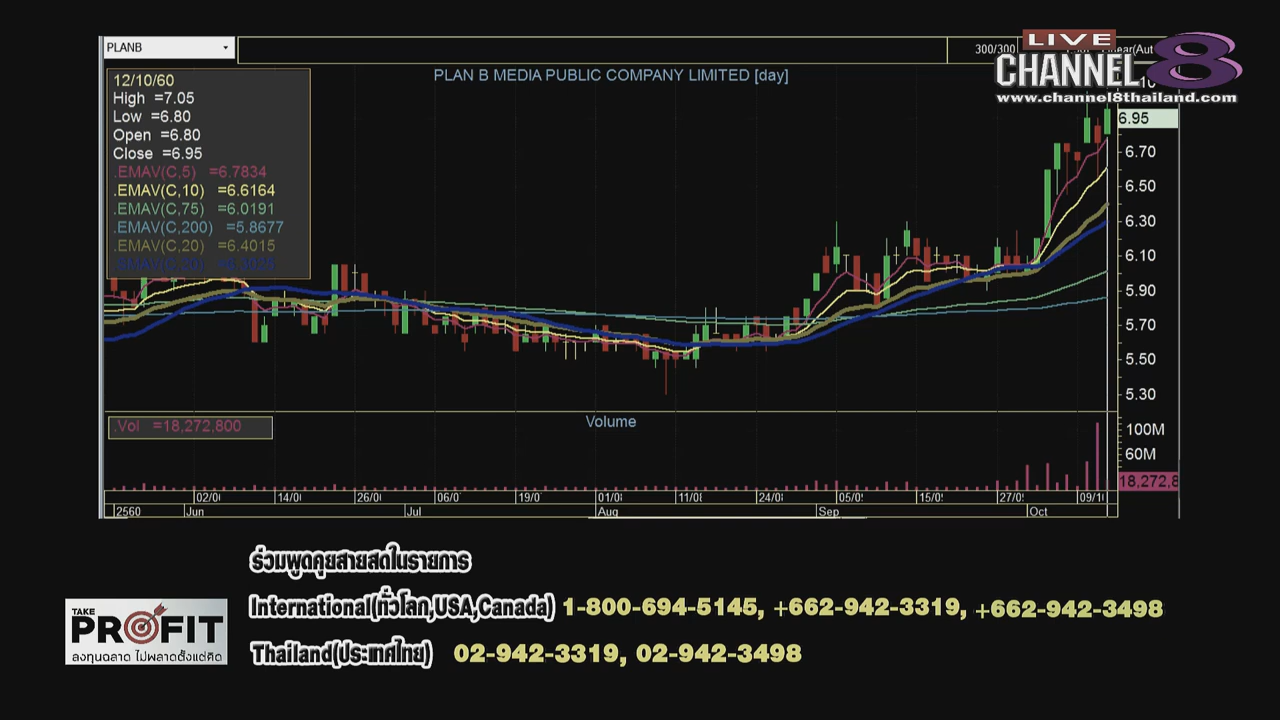 PLANB
300/300
LIVE
CHANNEL 8
www.channel8thailand.com
PLAN B MEDIA PUBLIC COMPANY LIMITED [day]
12/10/60
High =7.05
Low =6.80
Open =6.80
Close =6.95
.EMAV(C,5) =6.7834
.EMAV(C,10) =6.6164
.EMAV(C,75) =6.0191
.EMAV(C,200) =5.8677
.EMAV(C,20) =6.4015
6.95
6.70
6.50
6.30
6.10
5.90
5.70
5.50
5.30
Volume
.Vol =18,272,800
100M
60M
18,272,8
02/0 14/0 26/0 06/0 19/0 01/0 11/0 24/0 05/0 15/0 27/0 09/10
2560 Jun Jul Aug Sep Oct
ร่วมพูดคุยสายสดในรายการ
International(ทั่วโลก,USA,Canada) 1-800-694-5145, +662-942-3319, +662-942-3498
Thailand(ประเทศไทย) 02-942-3319, 02-942-3498
TAKE
PROFIT
ลงทุนฉลาด ไม่พลาดตั้งแต่คิด